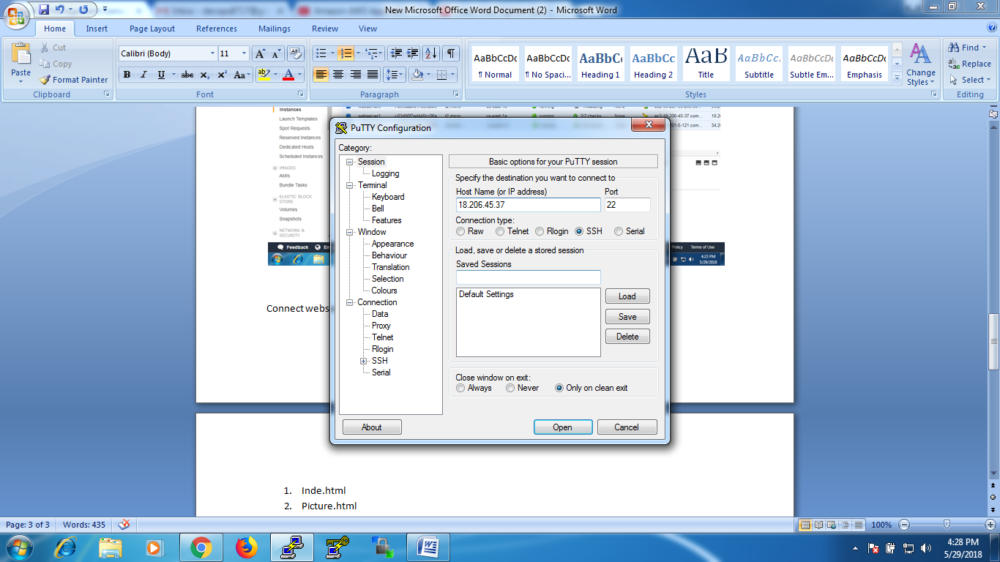 New Microsoft Office Word Document (2) - Microsoft Word
Home Insert Page Layout References Mailings Review View
Paste
Cut
Copy
Format Painter
Clipboard
Calibri (Body) 11
B I U abc X₂ X² Aa
Font
Paragraph
AaBbCcDc AaBbCcDc AaBbCc AaBbCc AaB AaBbCc. AaBbCcDc AaBbCcDc
¶ Normal ¶ No Spaci... Heading 1 Heading 2 Title Subtitle Subtle Em... Emphasis
Change Styles
Styles
Find
Replace
Select
Editing
Instances
Launch Templates
Spot Requests
Reserved Instances
Dedicated Hosts
Scheduled Instances
IMAGES
AMIs
Bundle Tasks
ELASTIC BLOCK
STORE
Volumes
Snapshots
NETWORK &
SECURITY
Feedback
Policy Terms of Use
4:23 PM
5/29/2018
Connect webs
PuTTY Configuration
Category:
Session
Logging
Terminal
Keyboard
Bell
Features
Window
Appearance
Behaviour
Translation
Selection
Colours
Connection
Data
Proxy
Telnet
Rlogin
SSH
Serial
Basic options for your PuTTY session
Specify the destination you want to connect to
Host Name (or IP address) Port
18.206.45.37 22
Connection type:
Raw Telnet Rlogin SSH Serial
Load, save or delete a stored session
Saved Sessions
Default Settings
Load
Save
Delete
Close window on exit:
Always Never Only on clean exit
About Open Cancel
1. Inde.html
2. Picture.html
Page: 3 of 3 Words: 435 100%
4:28 PM
5/29/2018